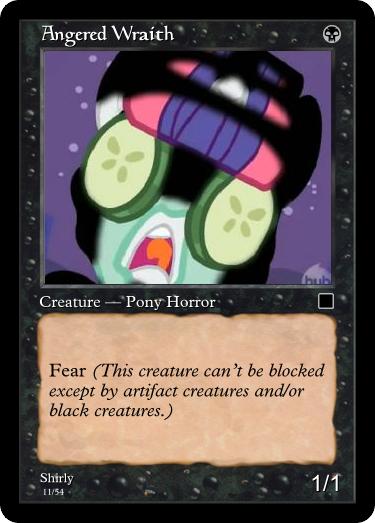 Angered Wraith
hub
Creature — Pony Horror
Fear (This creature can't be blocked
except by artifact creatures and/or
black creatures.)
Shirly
11/54
1/1